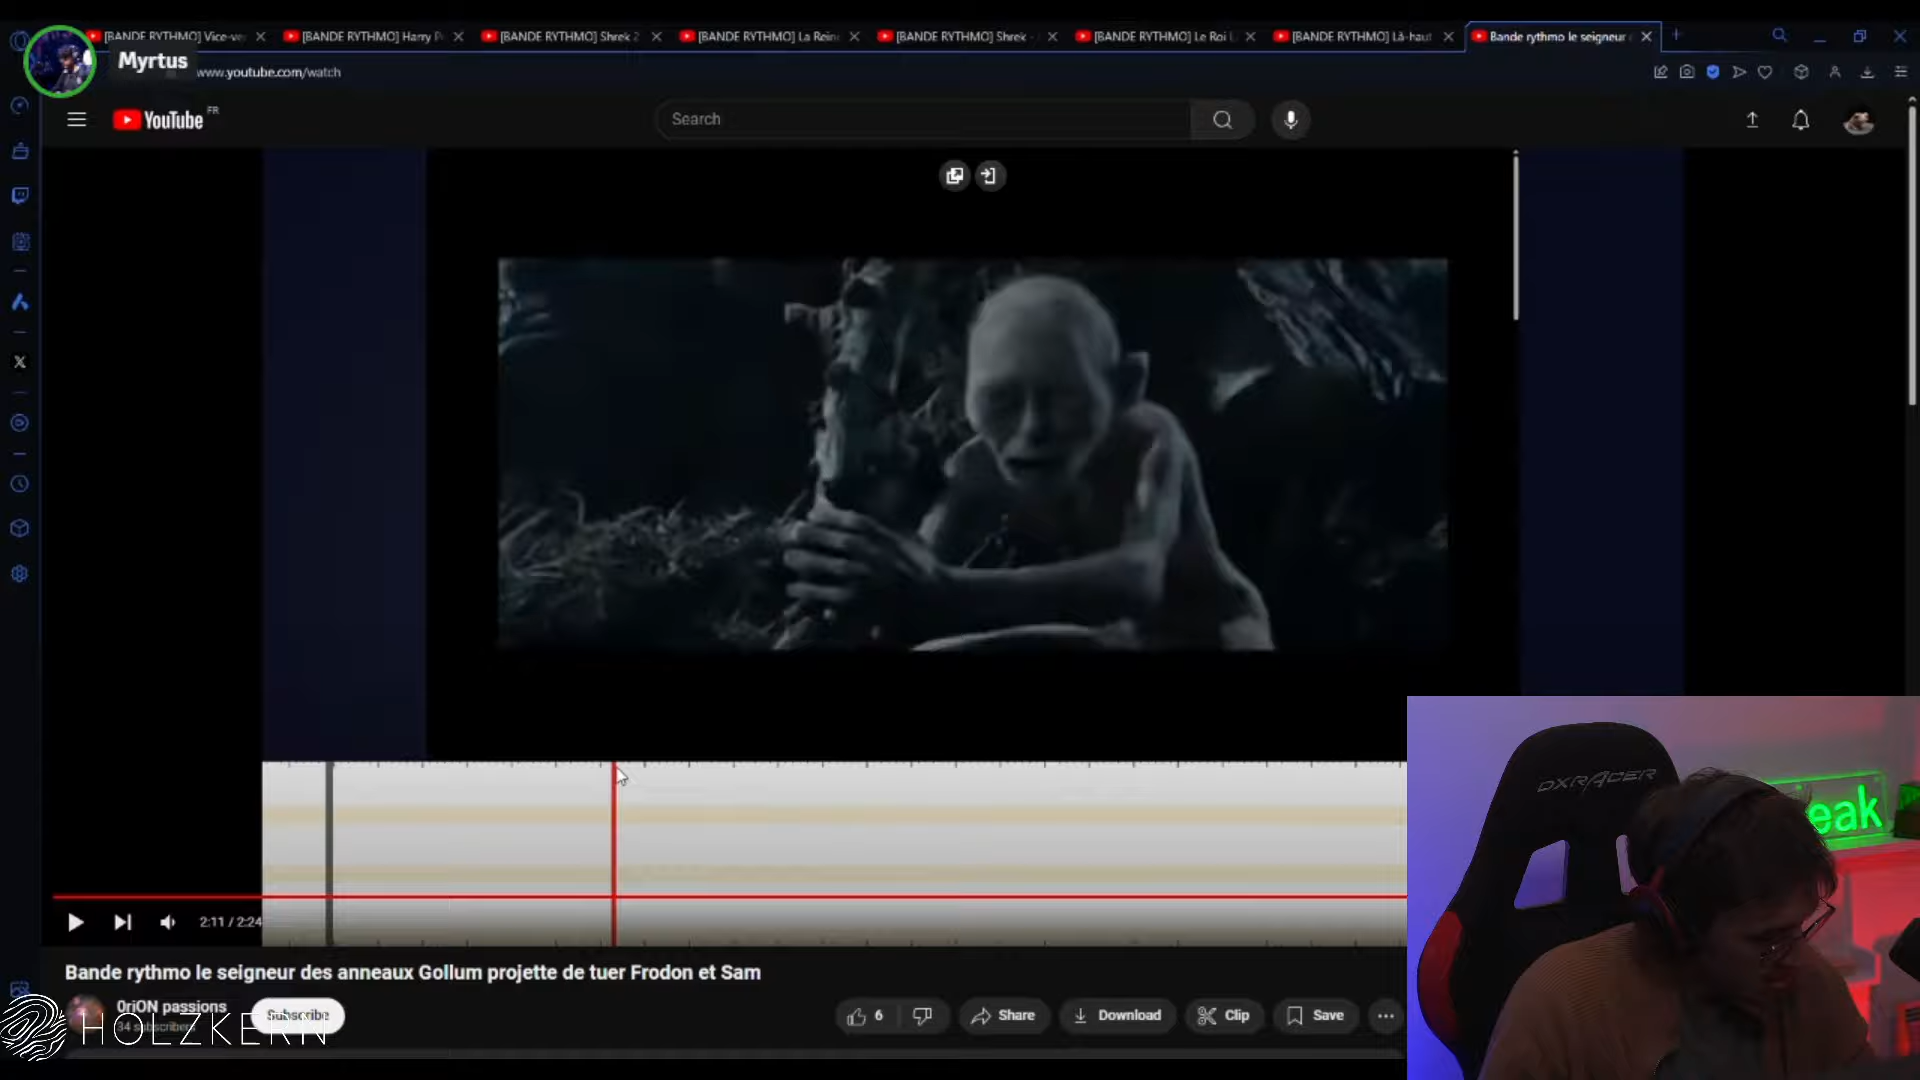 [BANDE RYTHMO] Vice-ve
[BANDE RYTHMO] Harry P
[BANDE RYTHMO] Shrek 2
[BANDE RYTHMO] La Rein
[BANDE RYTHMO] Shrek -
[BANDE RYTHMO] Le Roi L
[BANDE RYTHMO] Là-haut
Bande rythmo le seigneur
Myrtus
www.youtube.com/watch
YouTube FR
Search
DXRACER
eak
2:11 / 2:24
Bande rythmo le seigneur des anneaux Gollum projette de tuer Frodon et Sam
0riON passions
34 subscribers
Subscribe
HOLZKERN
6
Share
Download
Clip
Save